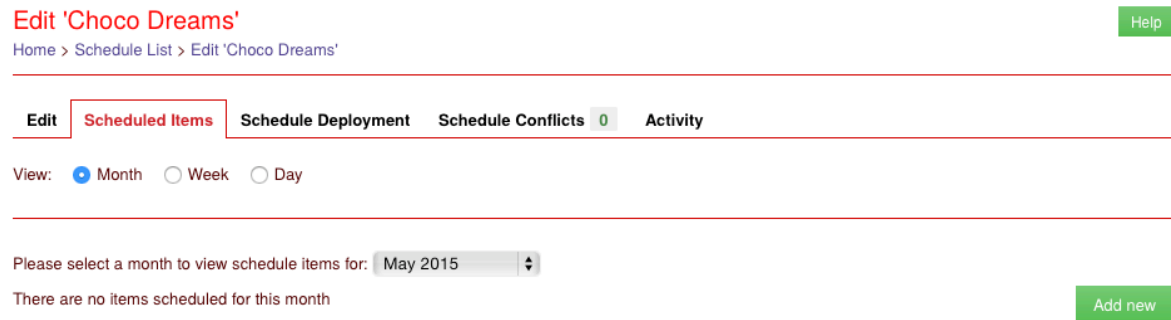 Edit 'Choco Dreams'
Help
Home > Schedule List > Edit 'Choco Dreams'
Edit Scheduled Items Schedule Deployment Schedule Conflicts 0 Activity
View: Month Week Day
Please select a month to view schedule items for: May 2015
There are no items scheduled for this month
Add new